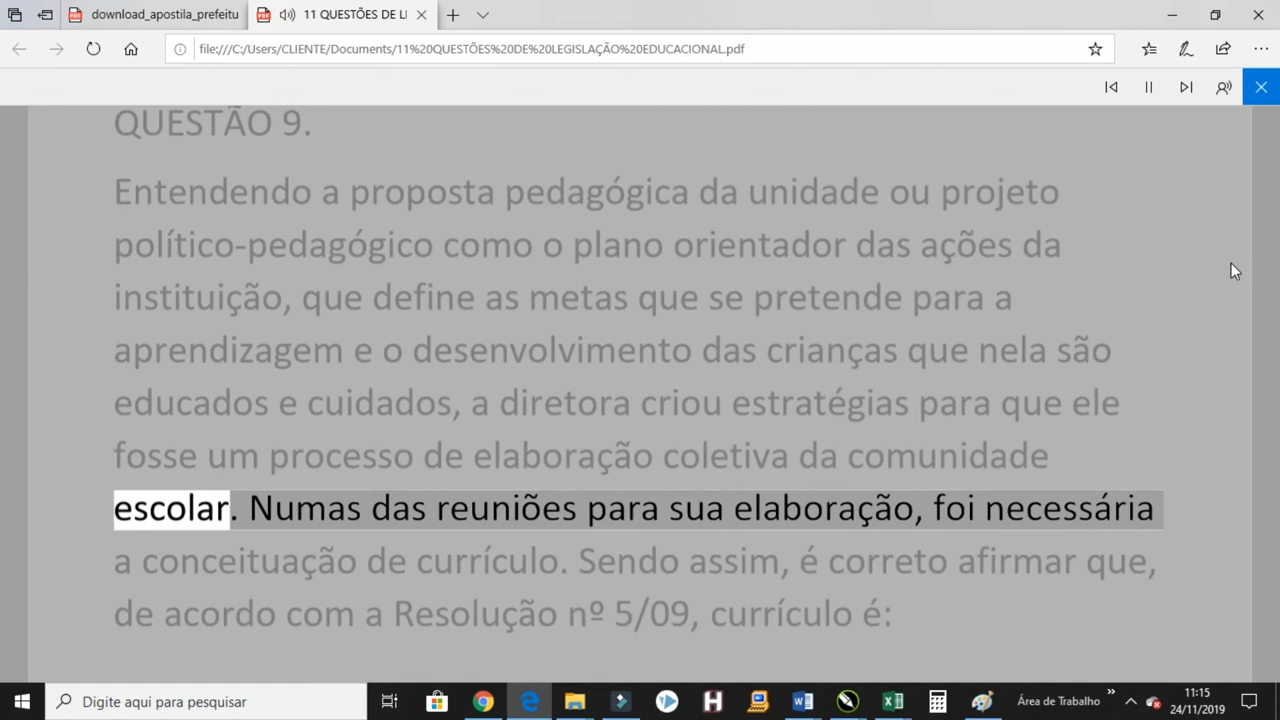 download_apostila_prefeitu
11 QUESTÕES DE LI
file:///C:/Users/CLIENTE/Documents/11%20QUESTÕES%20DE%20LEGISLAÇÃO%20EDUCACIONAL.pdf
QUESTÃO 9.
Entendendo a proposta pedagógica da unidade ou projeto
político-pedagógico como o plano orientador das ações da
instituição, que define as metas que se pretende para a
aprendizagem e o desenvolvimento das crianças que nela são
educados e cuidados, a diretora criou estratégias para que ele
fosse um processo de elaboração coletiva da comunidade
escolar. Numas das reuniões para sua elaboração, foi necessária
a conceituação de currículo. Sendo assim, é correto afirmar que,
de acordo com a Resolução nº 5/09, currículo é:
Digite aqui para pesquisar
Área de Trabalho
11:15
24/11/2019